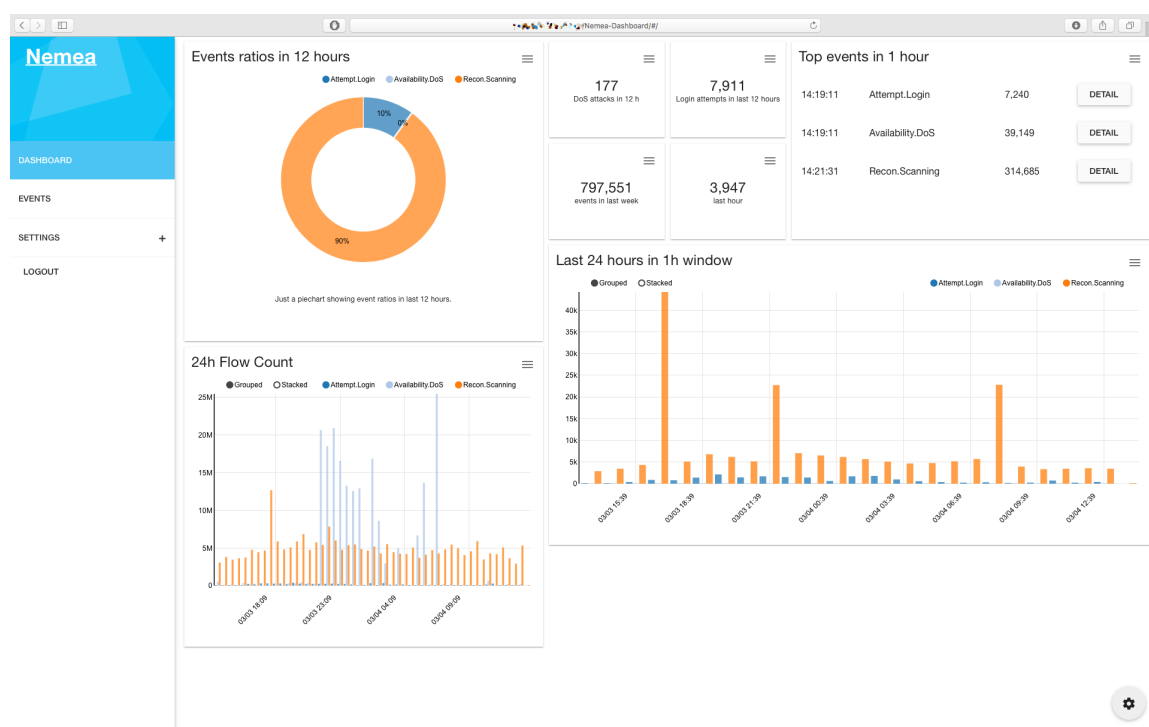 Nemea-Dashboard/#/
Nemea
DASHBOARD
EVENTS
SETTINGS +
LOGOUT
Events ratios in 12 hours
Attempt.Login Availability.DoS Recon.Scanning
10%
0%
90%
Just a piechart showing event ratios in last 12 hours.
24h Flow Count
Grouped Stacked Attempt.Login Availability.DoS Recon.Scanning
25M
20M
15M
10M
5M
0
03/03 18:09 03/03 23:09 03/04 04:09 03/04 09:09
177
DoS attacks in 12 h
7,911
Login attempts in last 12 hours
797,551
events in last week
3,947
last hour
Top events in 1 hour
14:19:11 Attempt.Login 7,240 DETAIL
14:19:11 Availability.DoS 39,149 DETAIL
14:21:31 Recon.Scanning 314,685 DETAIL
Last 24 hours in 1h window
Grouped Stacked Attempt.Login Availability.DoS Recon.Scanning
40k
35k
30k
25k
20k
15k
10k
5k
0
03/03 15:39 03/03 18:39 03/03 21:39 03/04 00:39 03/04 03:39 03/04 06:39 03/04 09:39 03/04 12:39